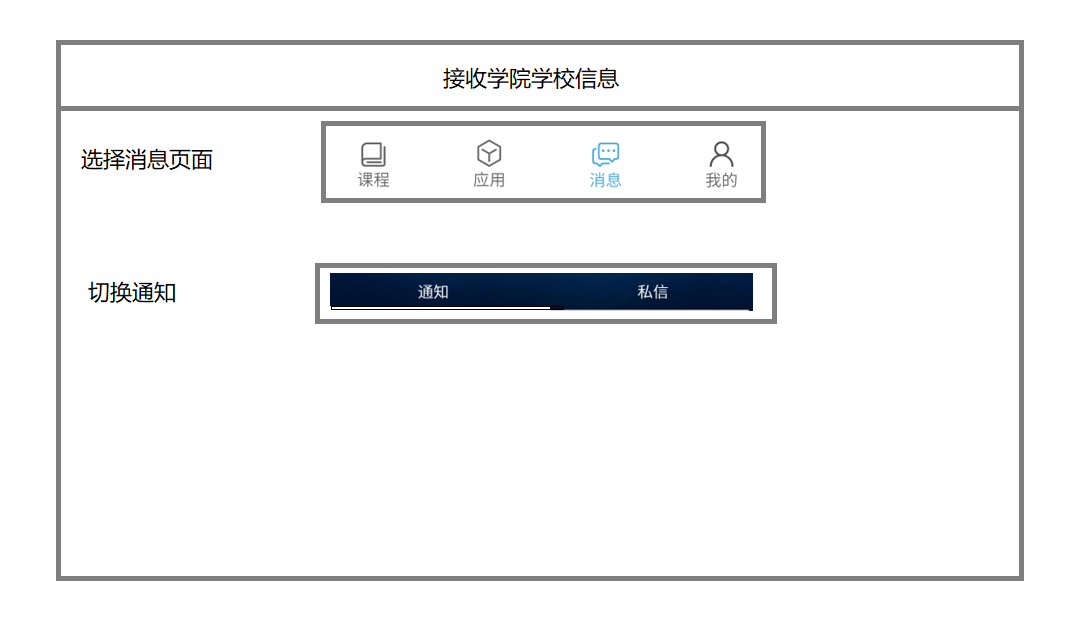 接收学院学校信息
选择消息页面
课程 应用 消息 我的
切换通知
通知 私信